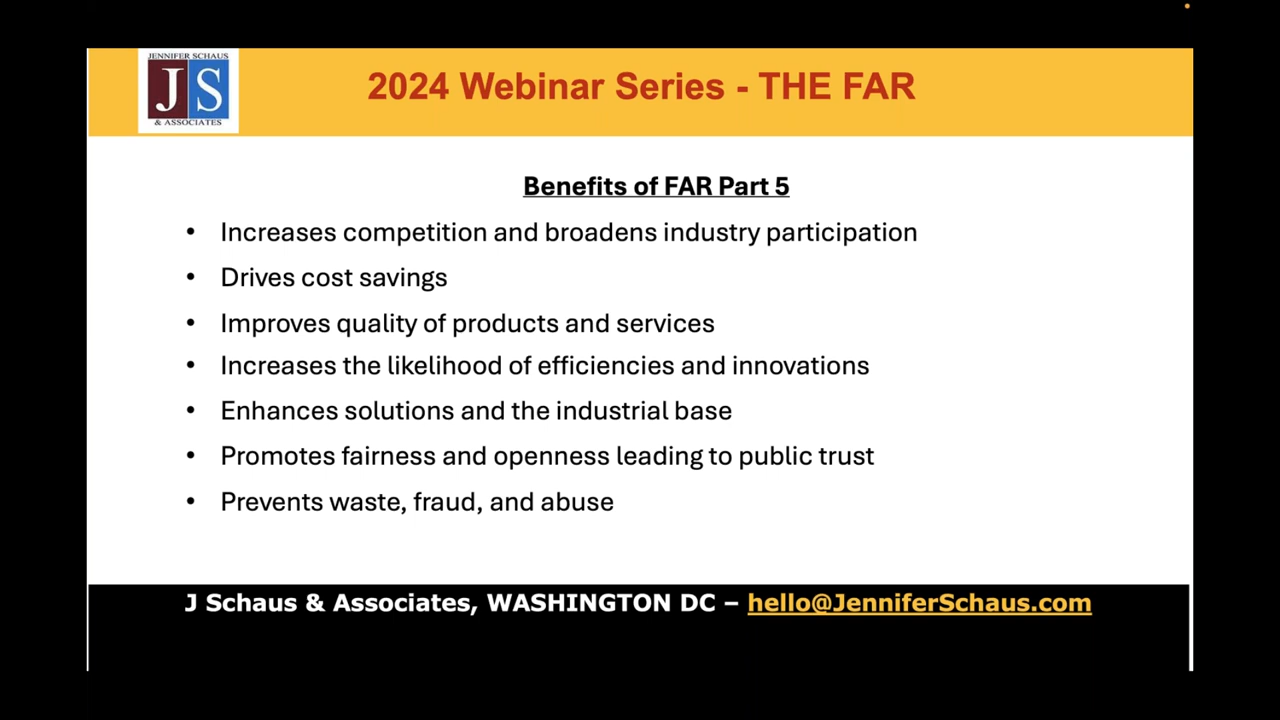 JENNIFER SCHAUS
JS
& ASSOCIATES
2024 Webinar Series - THE FAR
Benefits of FAR Part 5
• Increases competition and broadens industry participation
• Drives cost savings
• Improves quality of products and services
• Increases the likelihood of efficiencies and innovations
• Enhances solutions and the industrial base
• Promotes fairness and openness leading to public trust
• Prevents waste, fraud, and abuse
J Schaus & Associates, WASHINGTON DC – hello@JenniferSchaus.com